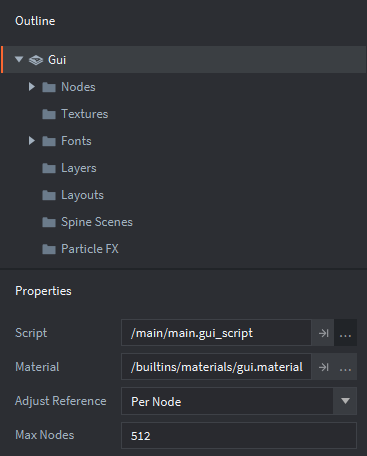 Outline
Gui
Nodes
Textures
Fonts
Layers
Layouts
Spine Scenes
Particle FX
Properties
Script /main/main.gui_script ...
Material /builtins/materials/gui.material ...
Adjust Reference Per Node
Max Nodes 512